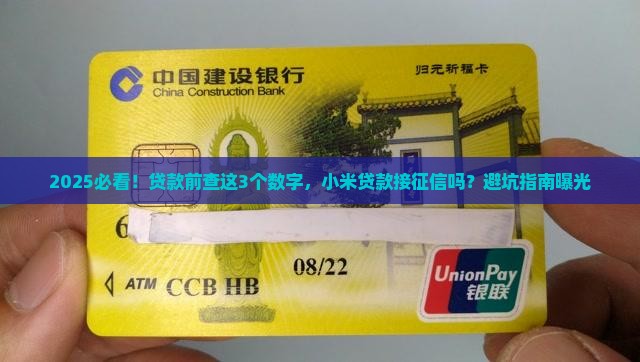 中国建设银行
China Construction Bank
归元祈福卡
2025必看！贷款前查这3个数字，小米贷款接征信吗？避坑指南曝光
6
08/22
ATM CCB HB
UnionPay
银联